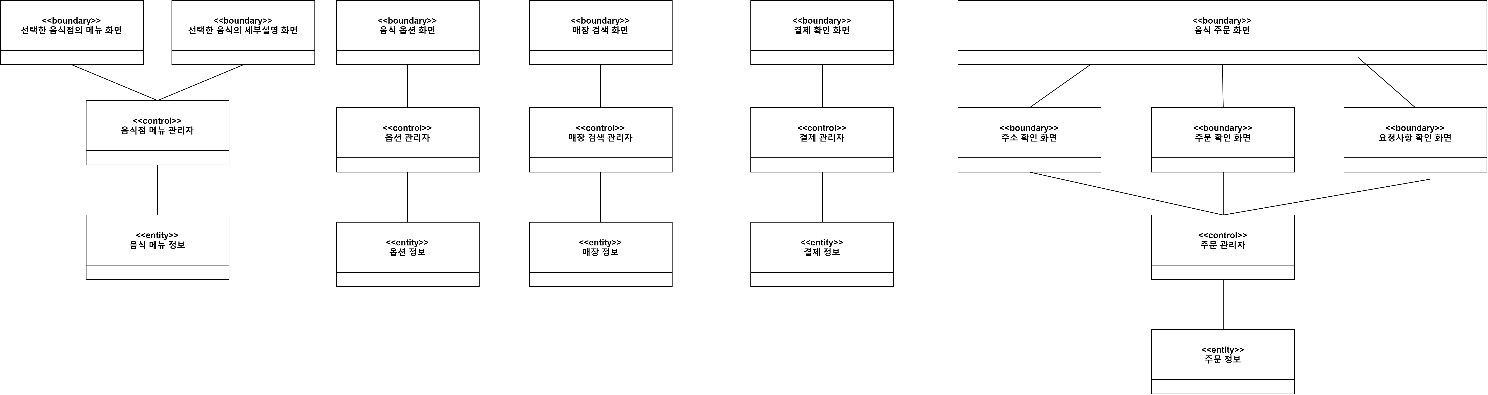 <<boundary>>
선택한 음식점의 메뉴 화면
<<boundary>>
선택한 음식의 세부설명 화면
<<boundary>>
음식 옵션 화면
<<boundary>>
매장 검색 화면
<<boundary>>
결제 확인 화면
<<boundary>>
음식 주문 화면
<<control>>
음식점 메뉴 관리자
<<control>>
옵션 관리자
<<control>>
매장 검색 관리자
<<control>>
결제 관리자
<<boundary>>
주소 확인 화면
<<boundary>>
주문 확인 화면
<<boundary>>
요청사항 확인 화면
<<entity>>
음식 메뉴 정보
<<entity>>
옵션 정보
<<entity>>
매장 정보
<<entity>>
결제 정보
<<control>>
주문 관리자
<<entity>>
주문 정보